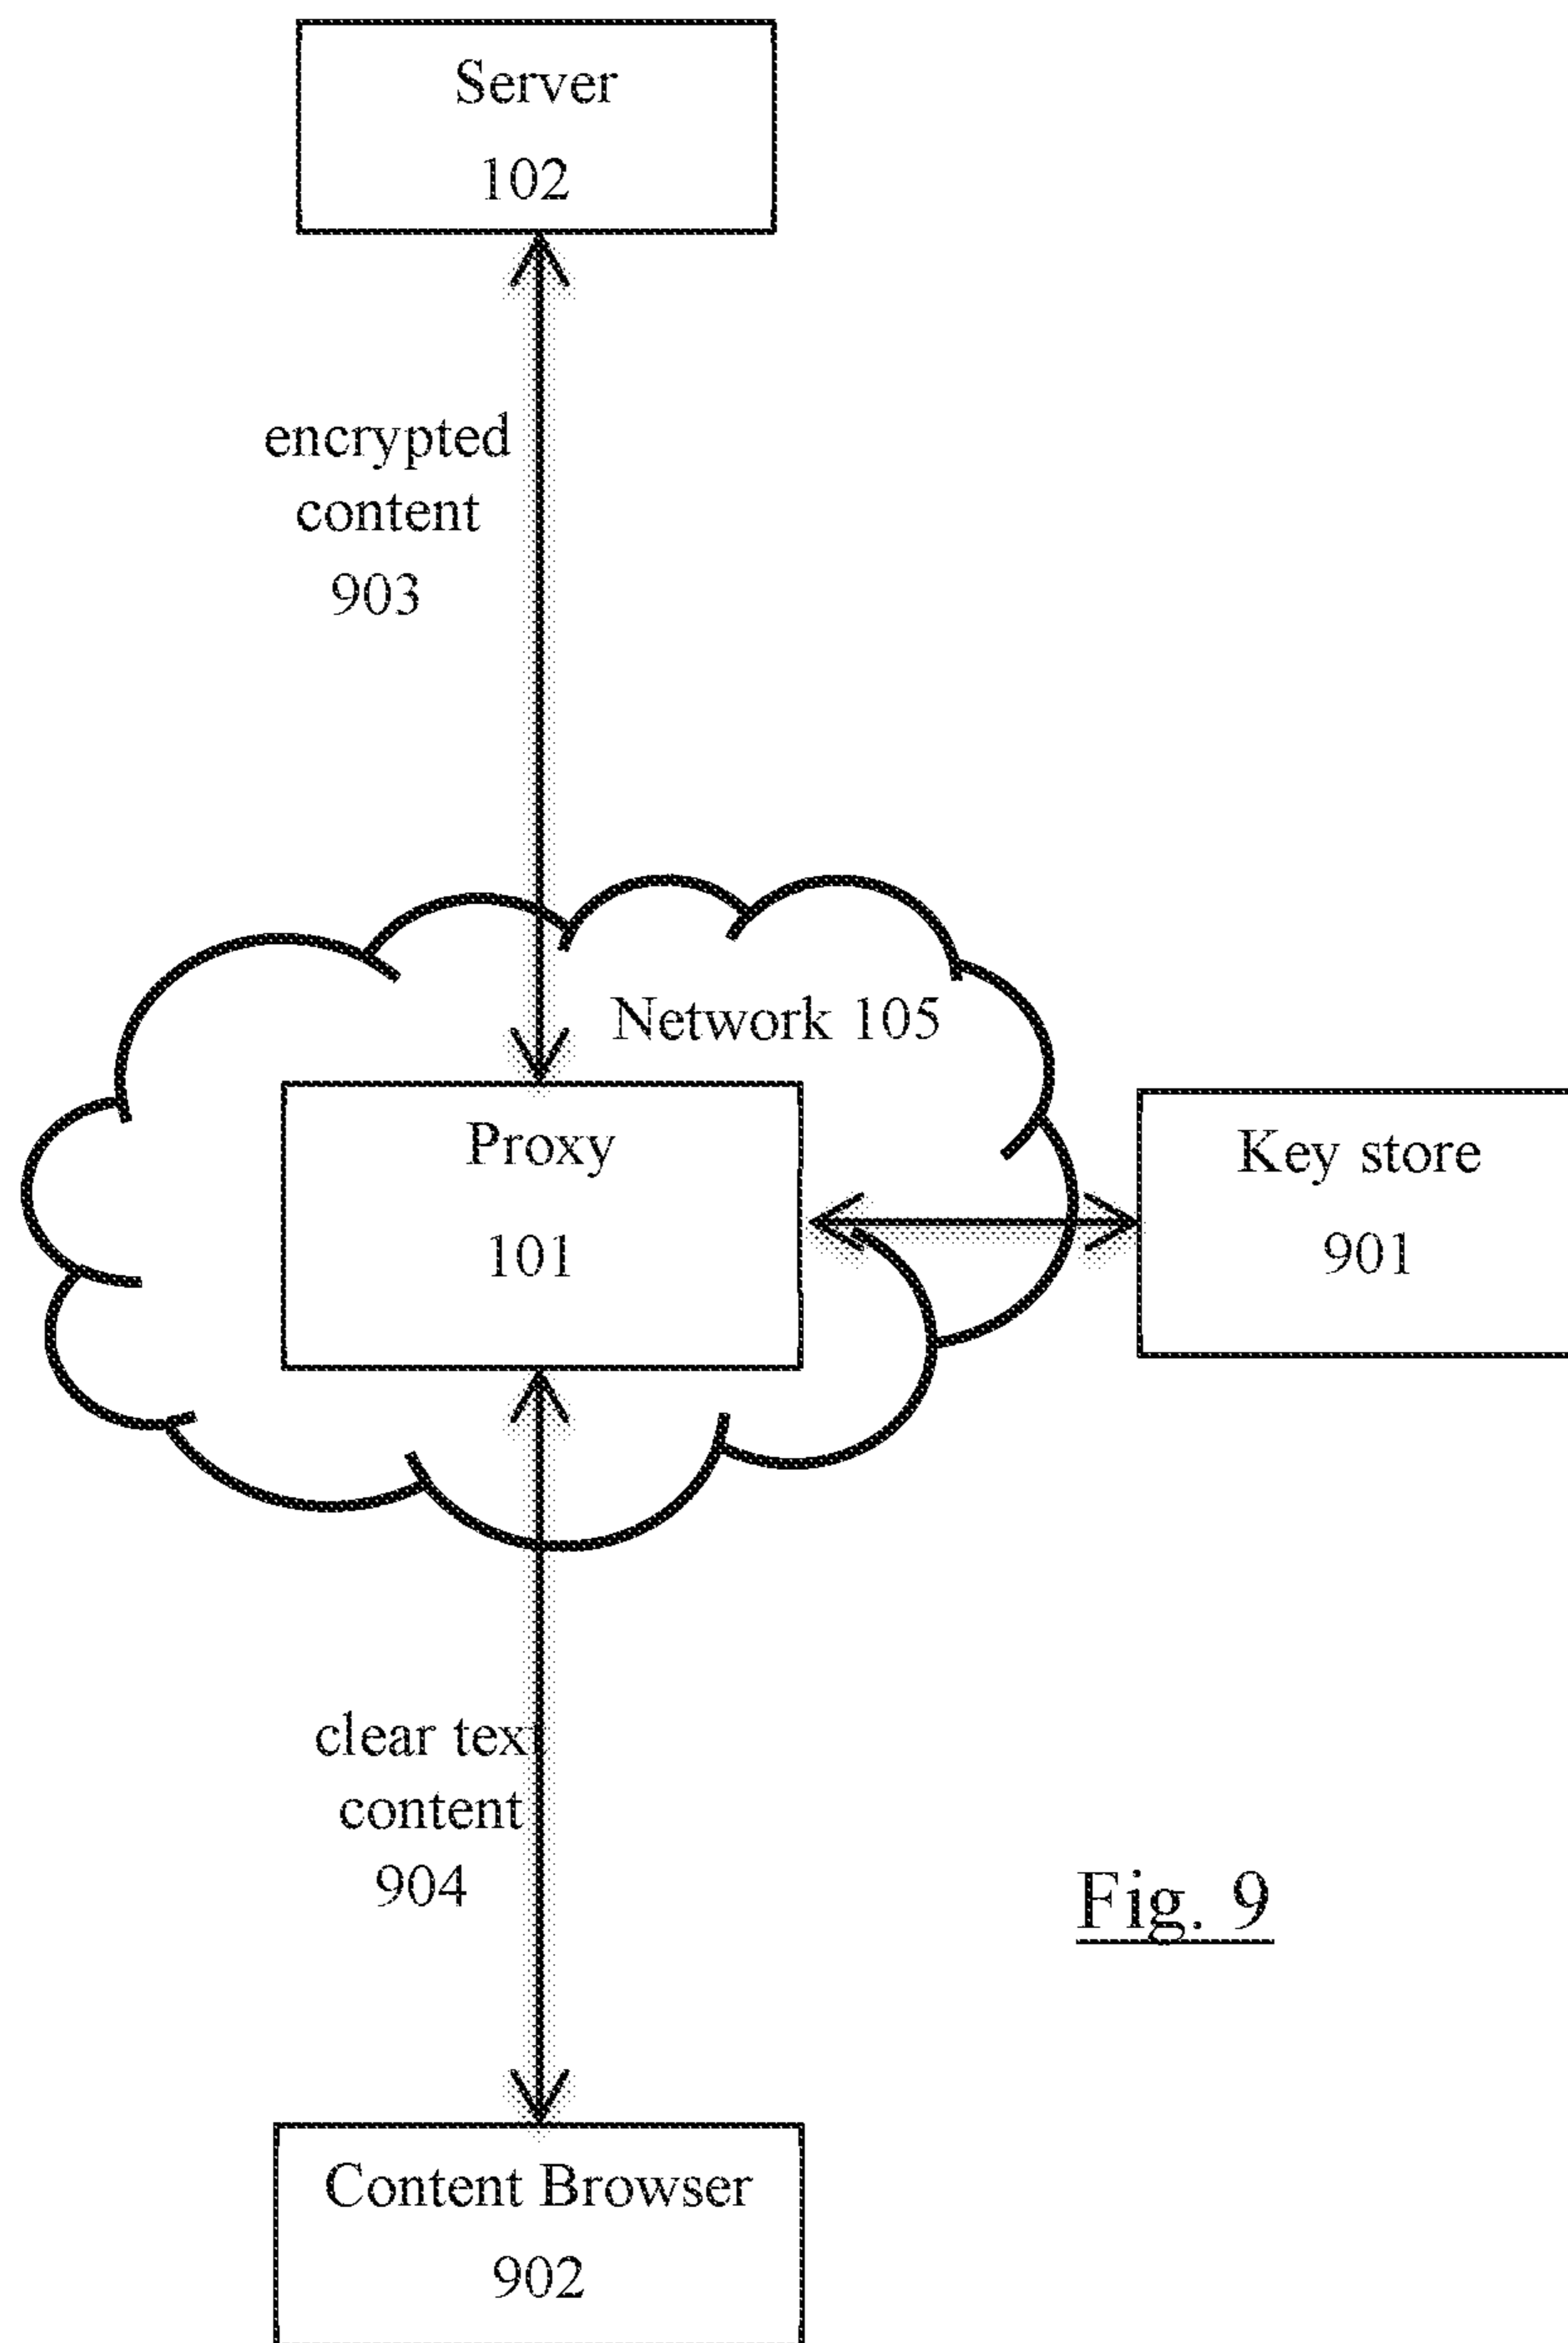 Server
102
encrypted
content
903
Network 105
Proxy
101
Key store
901
clear text
content
904
Fig. 9
Content Browser
902